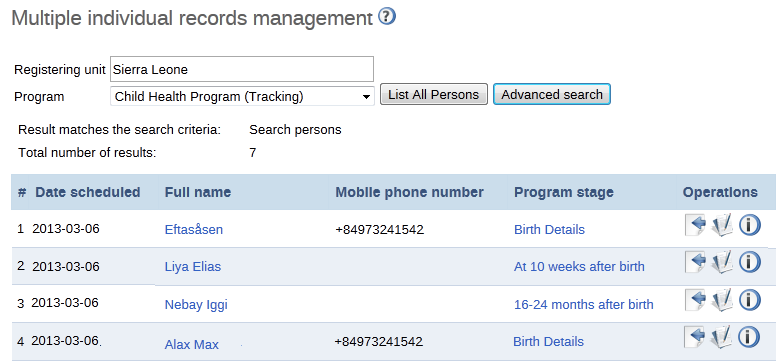 Multiple individual records management ?
Registering unit Sierra Leone
Program Child Health Program (Tracking) List All Persons Advanced search
Result matches the search criteria: Search persons
Total number of results: 7
# Date scheduled Full name Mobile phone number Program stage Operations
1 2013-03-06 Eftasåsen +84973241542 Birth Details
2 2013-03-06 Liya Elias At 10 weeks after birth
3 2013-03-06 Nebay Iggi 16-24 months after birth
4 2013-03-06. Alax Max +84973241542 Birth Details